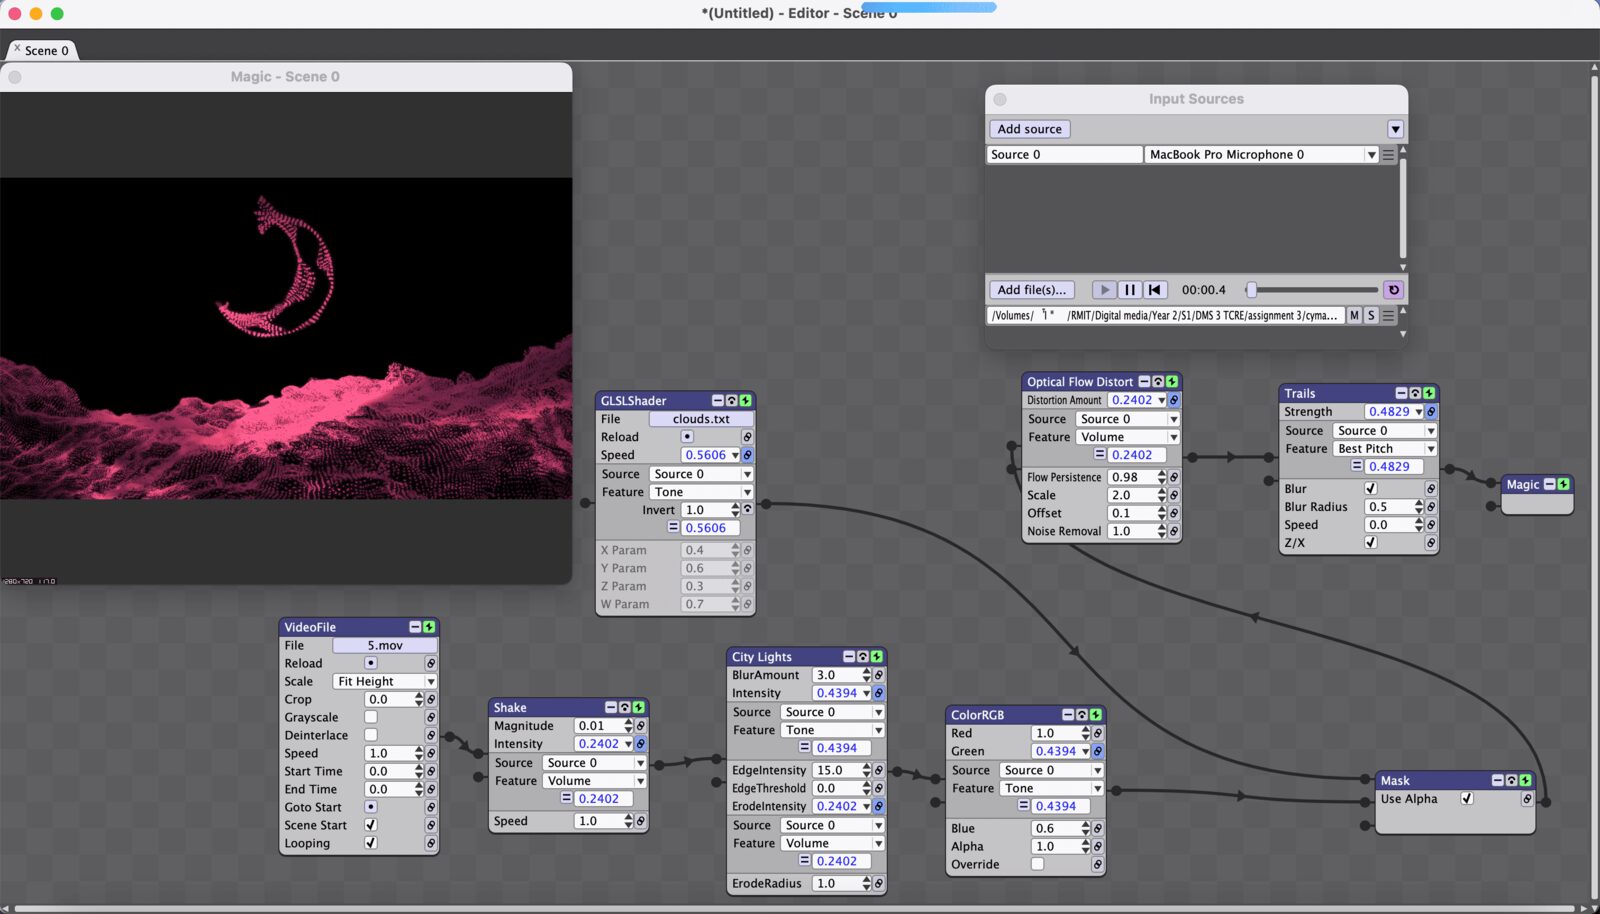 *(Untitled) - Editor - Scene 0
Scene 0
Magic - Scene 0
Input Sources
Add source
Source 0 MacBook Pro Microphone 0
Add file(s)... 00:00.4
/Volumes/ /RMIT/Digital media/Year 2/S1/DMS 3 TCRE/assignment 3/cyma... M S
GLSLShader
File clouds.txt
Reload
Speed 0.5606
Source Source 0
Feature Tone
Invert 1.0
= 0.5606
X Param 0.4
Y Param 0.6
Z Param 0.3
W Param 0.7
Optical Flow Distort
Distortion Amount 0.2402
Source Source 0
Feature Volume
= 0.2402
Flow Persistence 0.98
Scale 2.0
Offset 0.1
Noise Removal 1.0
Trails
Strength 0.4829
Source Source 0
Feature Best Pitch
= 0.4829
Blur
Blur Radius 0.5
Speed 0.0
Z/X
Magic
VideoFile
File 5.mov
Reload
Scale Fit Height
Crop 0.0
Grayscale
Deinterlace
Speed 1.0
Start Time 0.0
End Time 0.0
Goto Start
Scene Start
Looping
Shake
Magnitude 0.01
Intensity 0.2402
Source Source 0
Feature Volume
= 0.2402
Speed 1.0
City Lights
BlurAmount 3.0
Intensity 0.4394
Source Source 0
Feature Tone
= 0.4394
EdgeIntensity 15.0
EdgeThreshold 0.0
ErodeIntensity 0.2402
Source Source 0
Feature Volume
= 0.2402
ErodeRadius 1.0
ColorRGB
Red 1.0
Green 0.4394
Source Source 0
Feature Tone
= 0.4394
Blue 0.6
Alpha 1.0
Override
Mask
Use Alpha